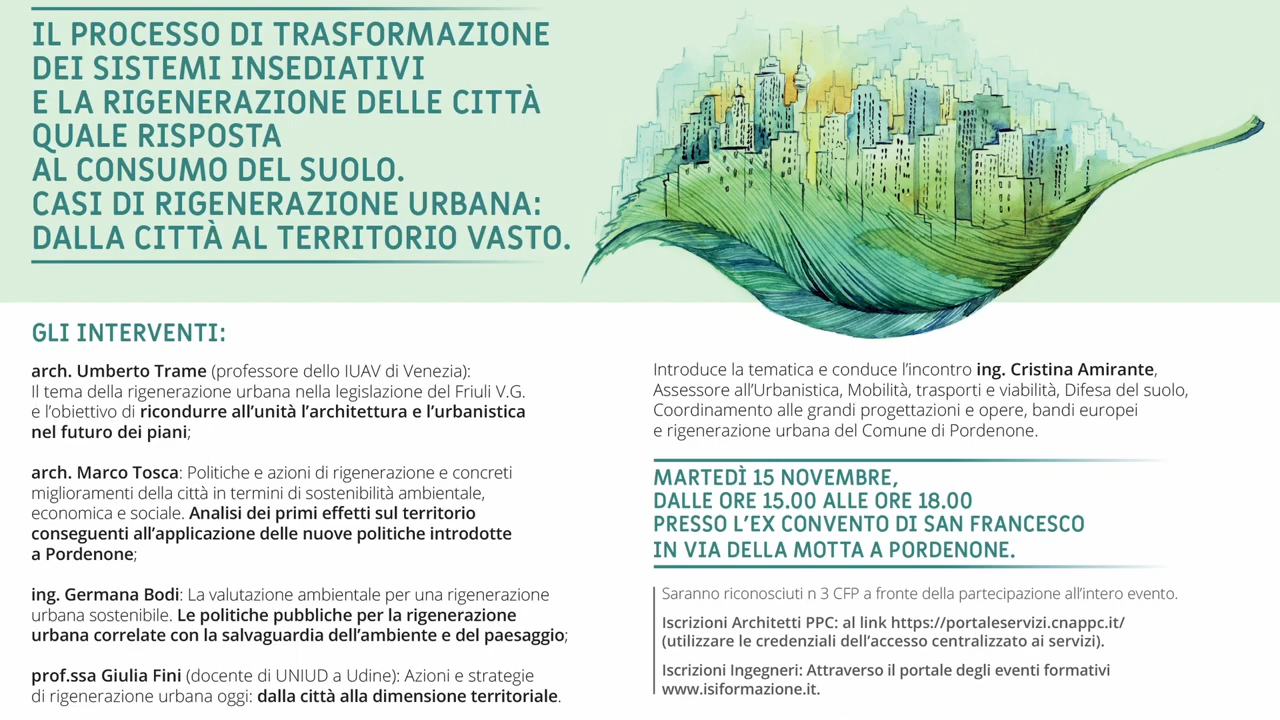 IL PROCESSO DI TRASFORMAZIONE
DEI SISTEMI INSEDIATIVI
E LA RIGENERAZIONE DELLE CITTÀ
QUALE RISPOSTA
AL CONSUMO DEL SUOLO.
CASI DI RIGENERAZIONE URBANA:
DALLA CITTÀ AL TERRITORIO VASTO.
GLI INTERVENTI:
arch. Umberto Trame (professore dello IUAV di Venezia):
Il tema della rigenerazione urbana nella legislazione del Friuli V.G.
e l'obiettivo di ricondurre all'unità l'architettura e l'urbanistica
nel futuro dei piani;
arch. Marco Tosca: Politiche e azioni di rigenerazione e concreti
miglioramenti della città in termini di sostenibilità ambientale,
economica e sociale. Analisi dei primi effetti sul territorio
conseguenti all'applicazione delle nuove politiche introdotte
a Pordenone;
ing. Germana Bodi: La valutazione ambientale per una rigenerazione
urbana sostenibile. Le politiche pubbliche per la rigenerazione
urbana correlate con la salvaguardia dell'ambiente e del paesaggio;
prof.ssa Giulia Fini (docente di UNIUD a Udine): Azioni e strategie
di rigenerazione urbana oggi: dalla città alla dimensione territoriale.
Introduce la tematica e conduce l'incontro ing. Cristina Amirante,
Assessore all'Urbanistica, Mobilità, trasporti e viabilità, Difesa del suolo,
Coordinamento alle grandi progettazioni e opere, bandi europei
e rigenerazione urbana del Comune di Pordenone.
MARTEDÌ 15 NOVEMBRE,
DALLE ORE 15.00 ALLE ORE 18.00
PRESSO L'EX CONVENTO DI SAN FRANCESCO
IN VIA DELLA MOTTA A PORDENONE.
Saranno riconosciuti n 3 CFP a fronte della partecipazione all'intero evento.
Iscrizioni Architetti PPC: al link https://portaleservizi.cnappc.it/
(utilizzare le credenziali dell'accesso centralizzato ai servizi).
Iscrizioni Ingegneri: Attraverso il portale degli eventi formativi
www.isiformazione.it.